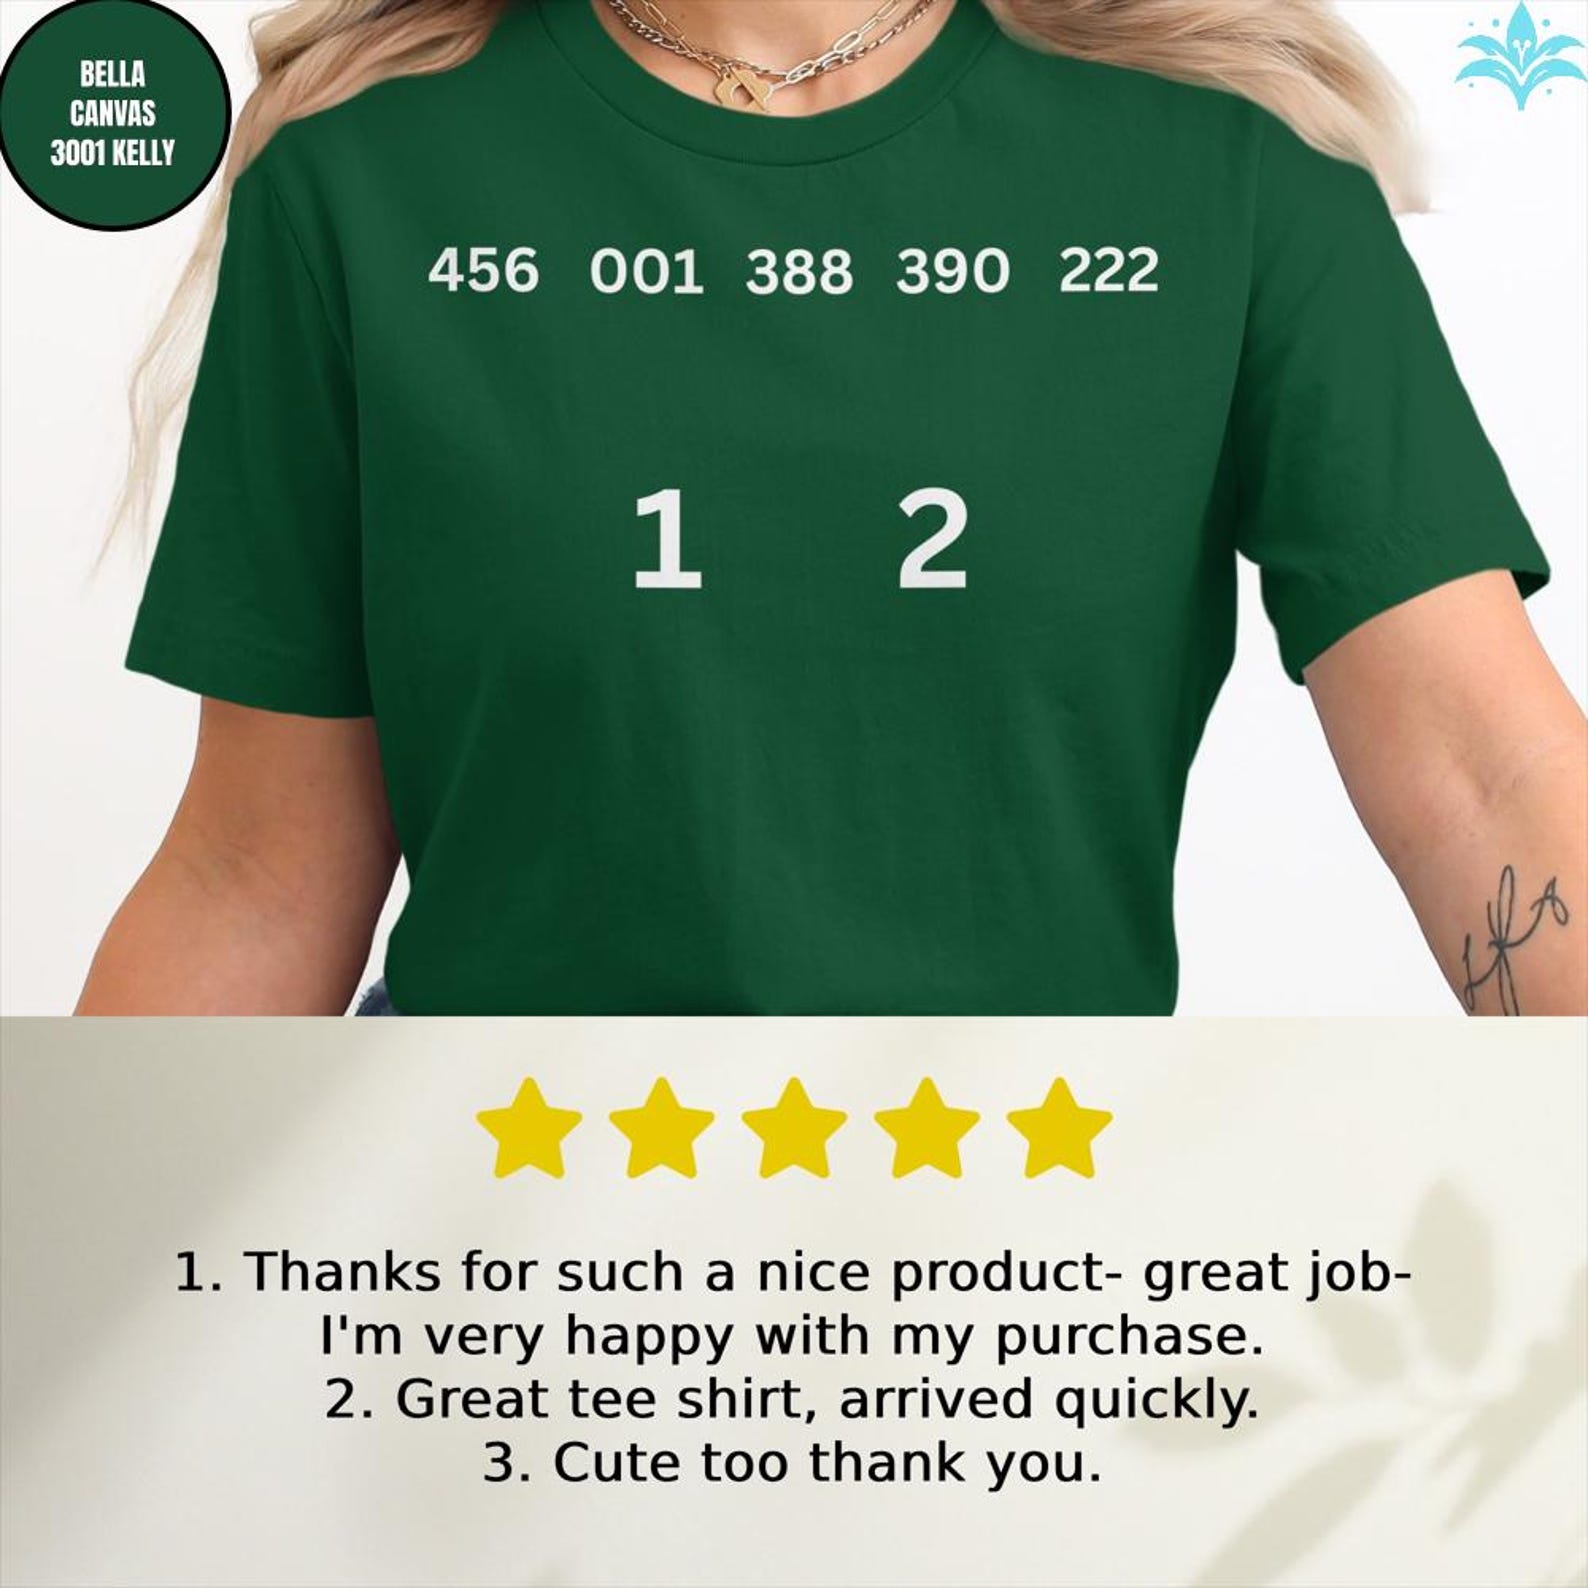 BELLA
CANVAS
3001 KELLY
456 001 388 390 222
1 2
1. Thanks for such a nice product- great job-
I'm very happy with my purchase.
2. Great tee shirt, arrived quickly.
3. Cute too thank you.